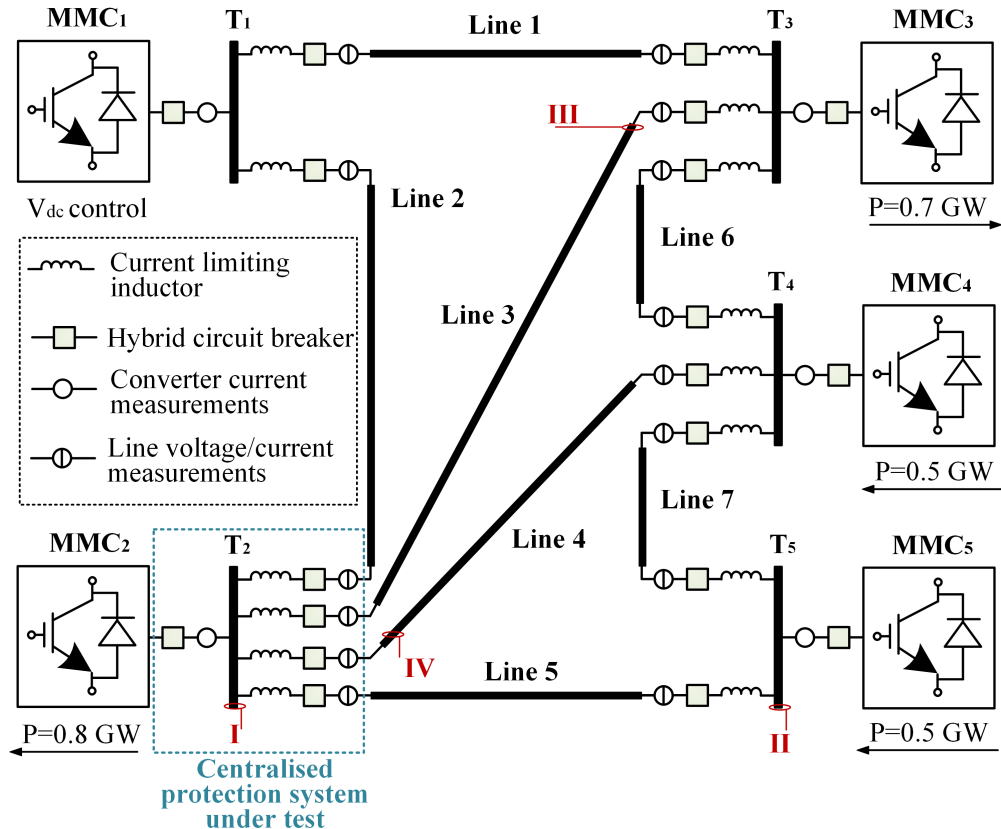 MMC₁
T₁
Line 1
T₃
MMC₃
III
Vdc control
Line 2
P=0.7 GW
Line 6
Current limiting
inductor
Hybrid circuit breaker
Converter current
measurements
Line voltage/current
measurements
Line 3
T₄
MMC₄
P=0.5 GW
Line 4
Line 7
MMC₂
T₂
T₅
MMC₅
IV
Line 5
I
II
P=0.8 GW
P=0.5 GW
Centralised
protection system
under test